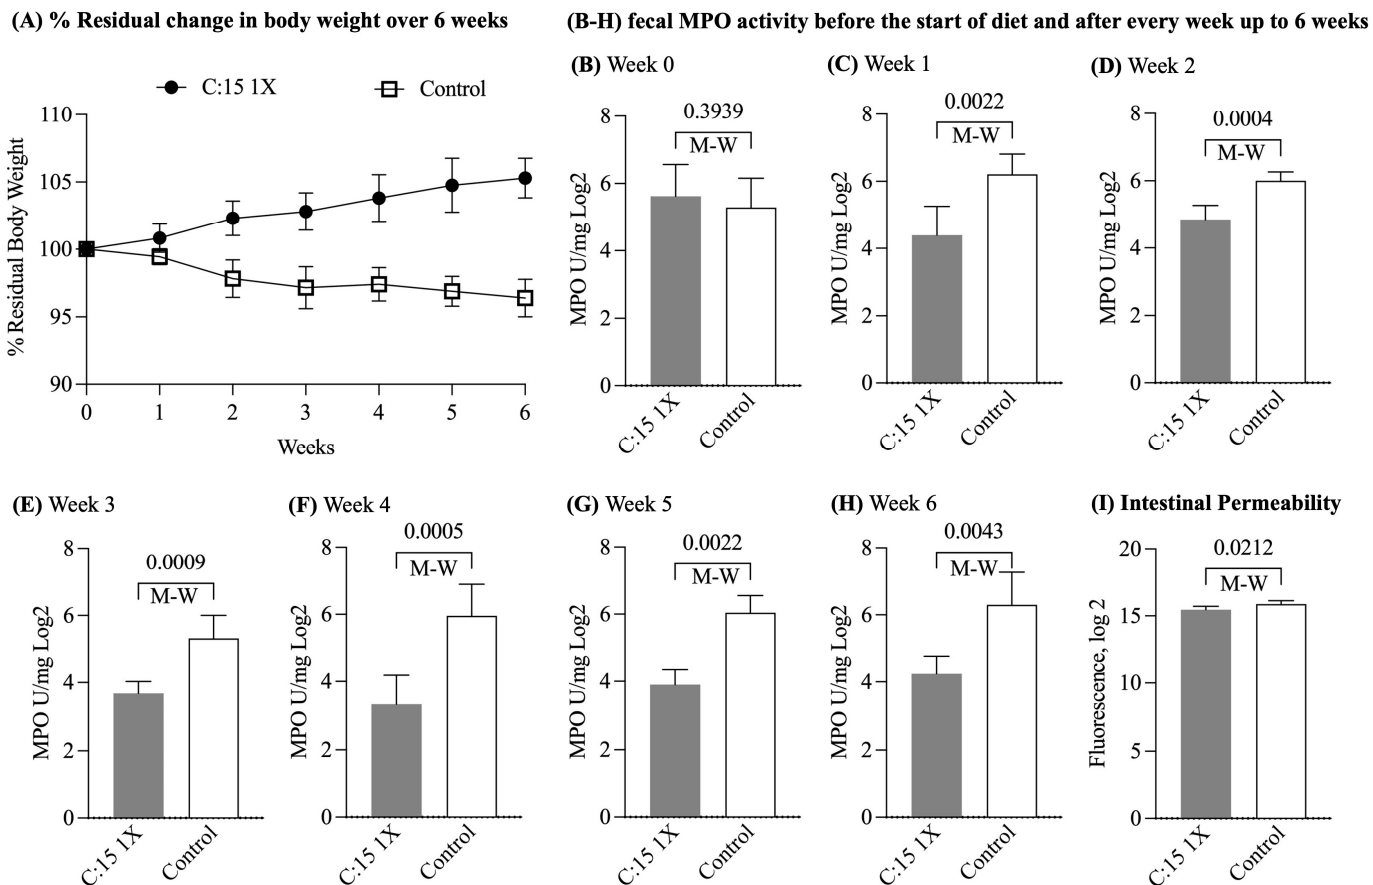 (A) % Residual change in body weight over 6 weeks
C:15 1X
Control
110
105
100
95
90
% Residual Body Weight
0 1 2 3 4 5 6
Weeks
(B-H) fecal MPO activity before the start of diet and after every week up to 6 weeks
(B) Week 0
0.3939
M-W
8
6
4
2
0
MPO U/mg Log2
C:15 1X
Control
(C) Week 1
0.0022
M-W
8
6
4
2
0
MPO U/mg Log2
C:15 1X
Control
(D) Week 2
0.0004
M-W
8
6
4
2
0
MPO U/mg Log2
C:15 1X
Control
(E) Week 3
0.0009
M-W
8
6
4
2
0
MPO U/mg Log2
C:15 1X
Control
(F) Week 4
0.0005
M-W
8
6
4
2
0
MPO U/mg Log2
C:15 1X
Control
(G) Week 5
0.0022
M-W
8
6
4
2
0
MPO U/mg Log2
C:15 1X
Control
(H) Week 6
0.0043
M-W
8
6
4
2
0
MPO U/mg Log2
C:15 1X
Control
(I) Intestinal Permeability
0.0212
M-W
20
15
10
5
0
Fluorescence, log 2
C:15 1X
Control